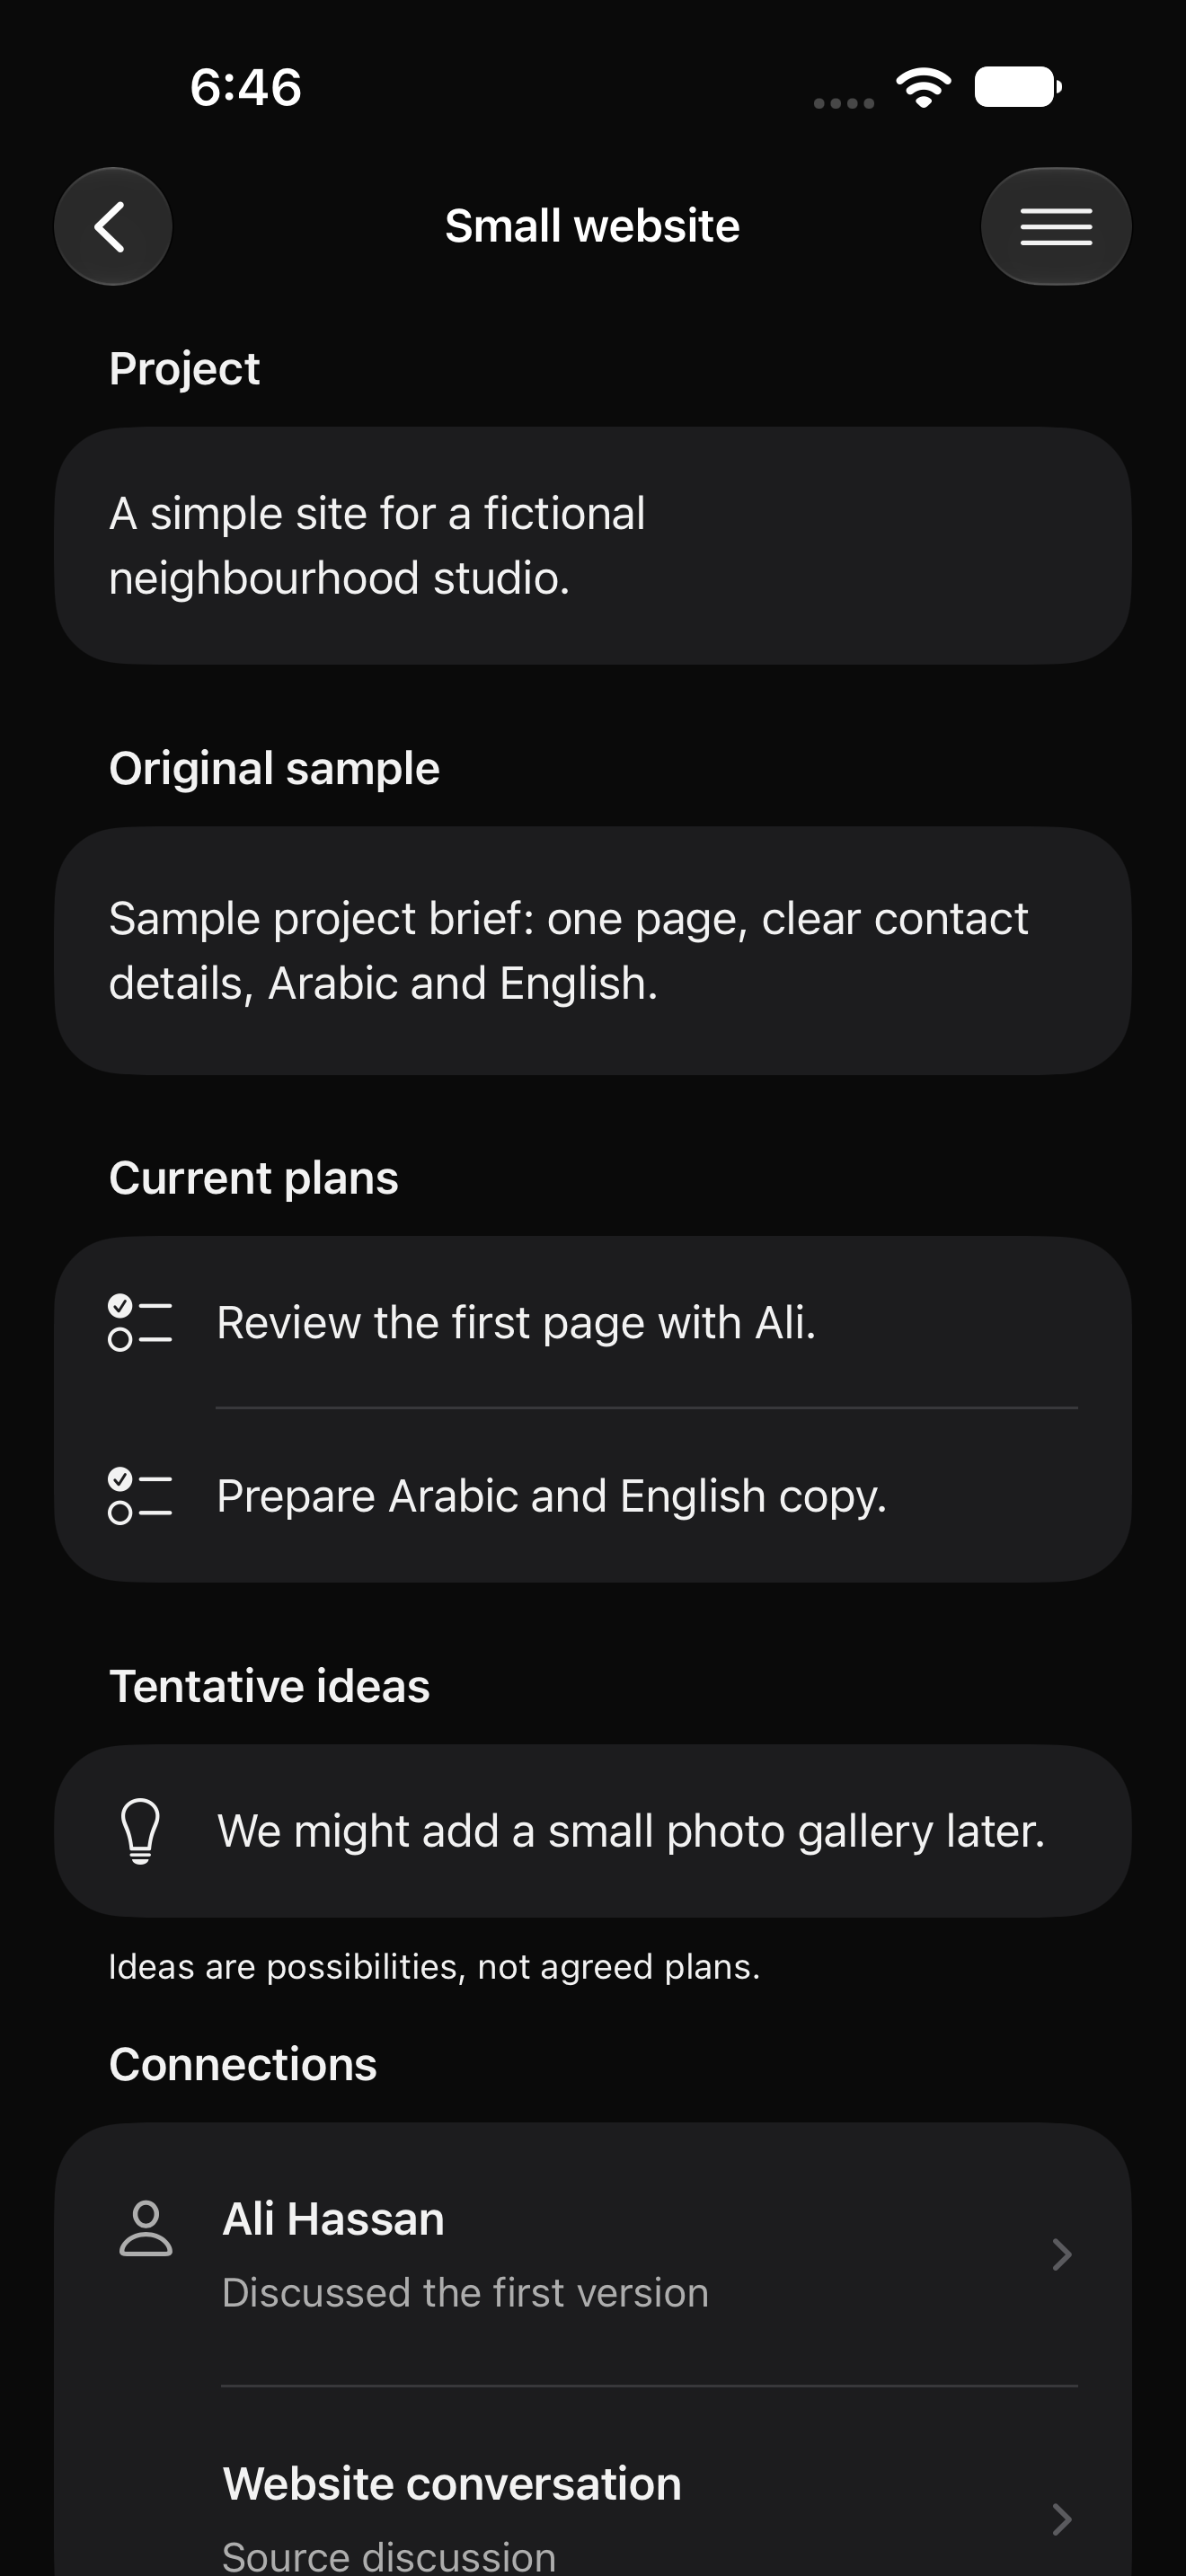 6:46
Small website
Project
A simple site for a fictional
neighbourhood studio.
Original sample
Sample project brief: one page, clear contact
details, Arabic and English.
Current plans
Review the first page with Ali.
Prepare Arabic and English copy.
Tentative ideas
We might add a small photo gallery later.
Ideas are possibilities, not agreed plans.
Connections
Ali Hassan
Discussed the first version
Website conversation
Source discussion